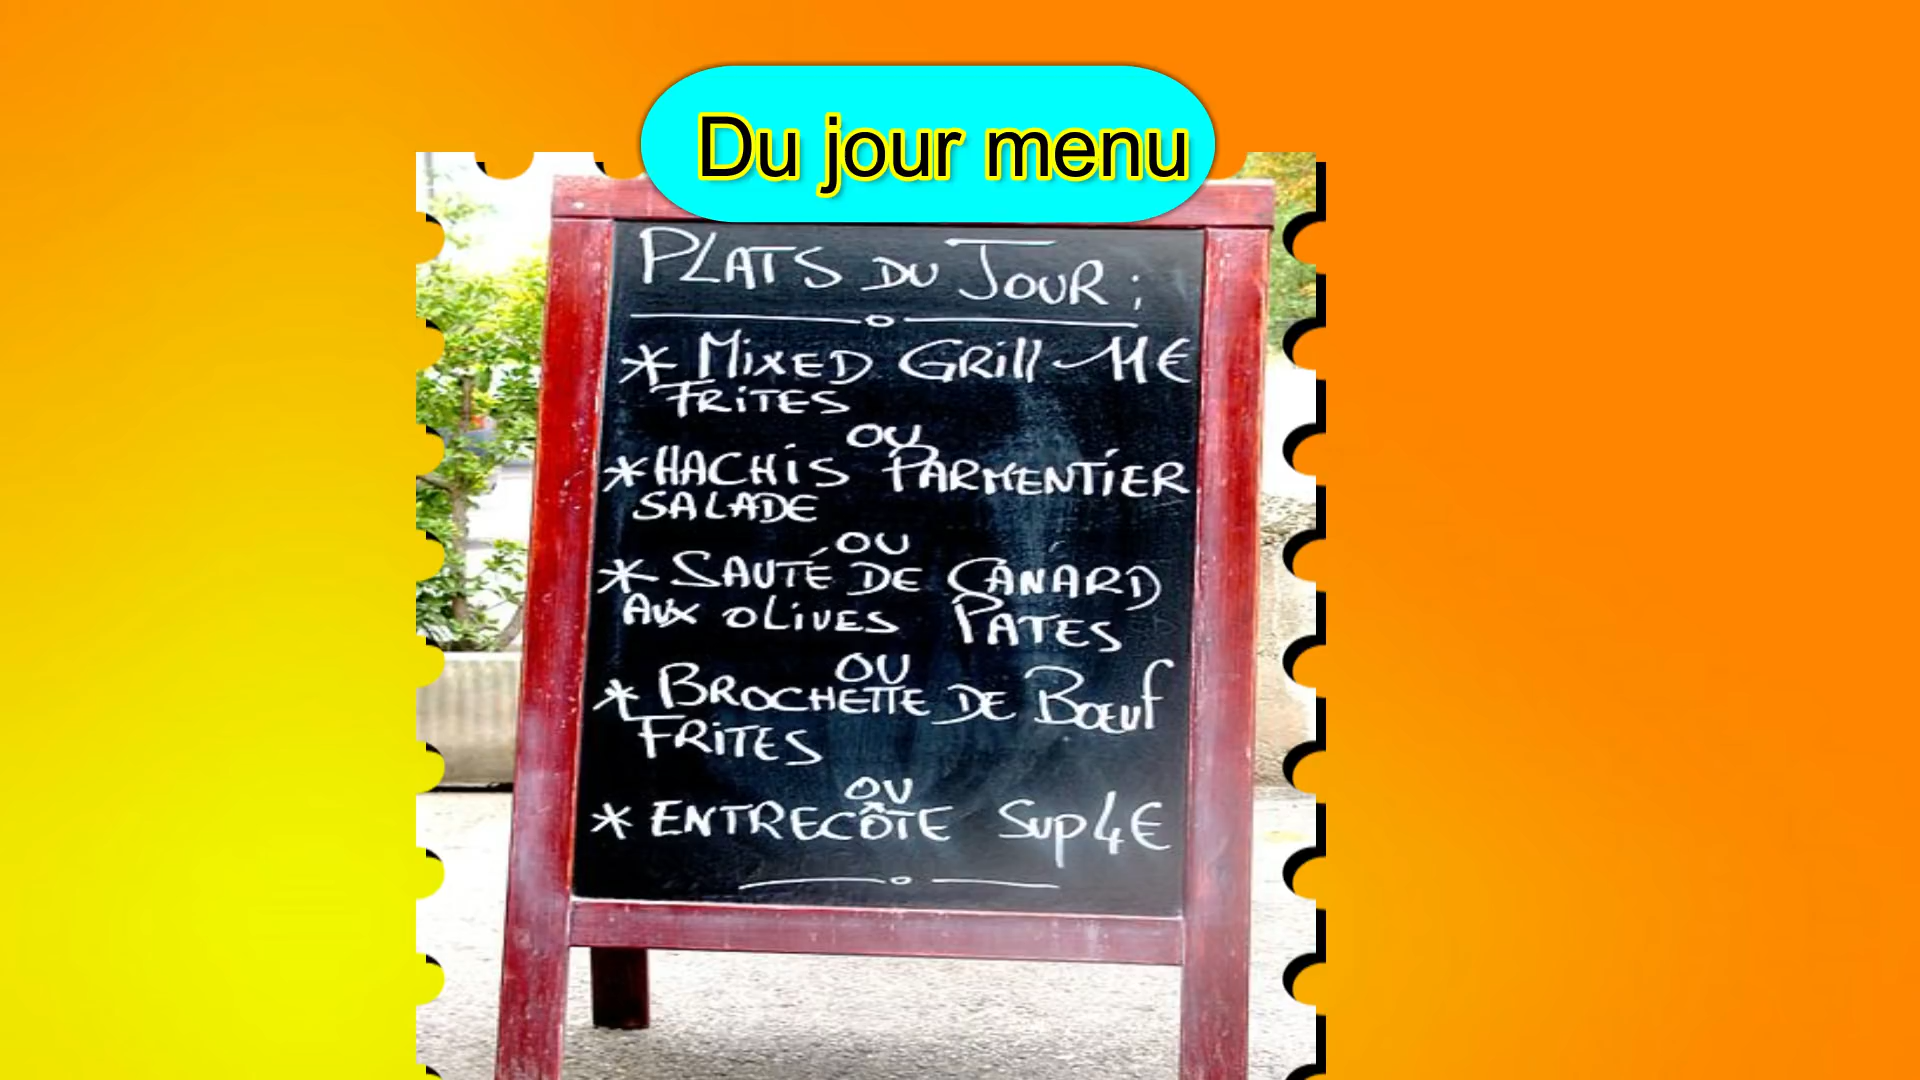 Du jour menu
PLATS DU JOUR :
* MiXED GRill 11€
FRiTES
OU
* HACHiS PARMENTiER
SALADE
OU
* SAUTÉ DE CANARD
AUX OLiVES PATES
OU
* BROCHETTE DE BŒuf
FRiTES
OU
* ENTRECÔTE Sup 4€